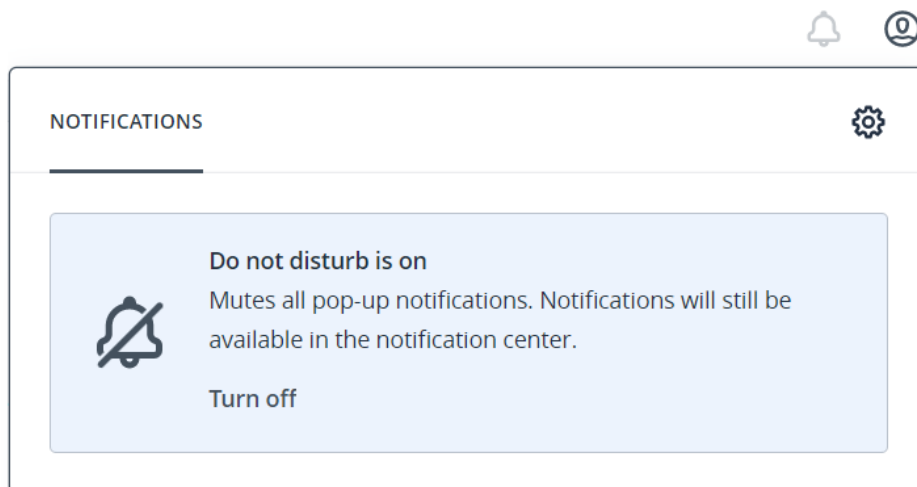 NOTIFICATIONS
Do not disturb is on
Mutes all pop-up notifications. Notifications will still be
available in the notification center.
Turn off